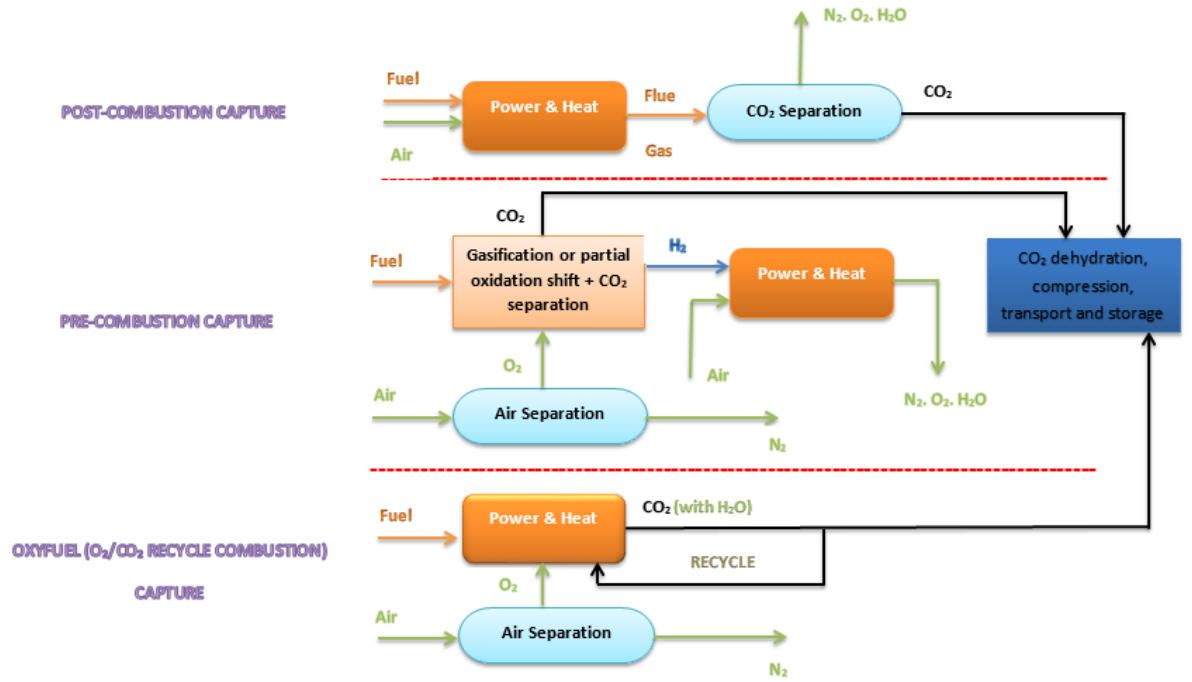 N₂. O₂. H₂O
Fuel
Power & Heat
Flue
CO₂ Separation
CO₂
POST-COMBUSTION CAPTURE
Air
Gas
CO₂
Gasification or partial
oxidation shift + CO₂
separation
H₂
Fuel
Power & Heat
CO₂ dehydration,
compression,
transport and storage
PRE-COMBUSTION CAPTURE
O₂
Air
Air
N₂. O₂. H₂O
Air Separation
N₂
CO₂ (with H₂O)
Fuel
Power & Heat
OXYFUEL (O₂/CO₂ RECYCLE COMBUSTION)
CAPTURE
RECYCLE
O₂
Air
Air Separation
N₂